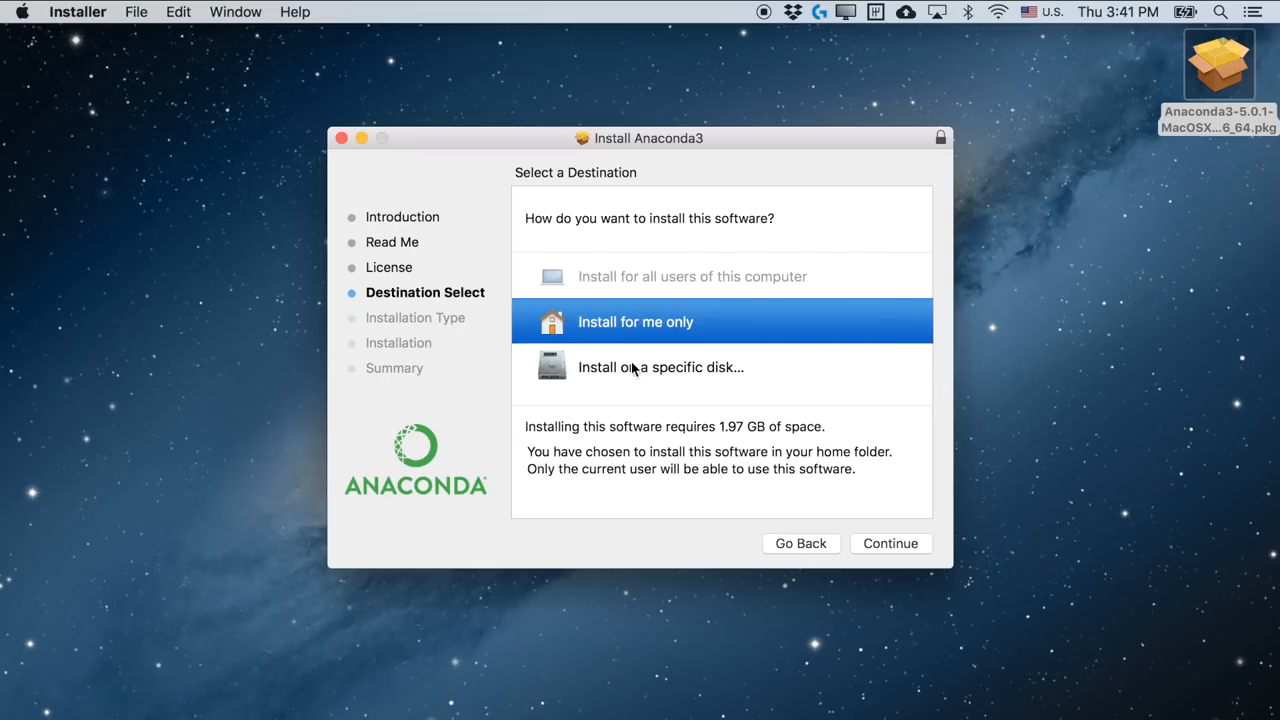 Installer File Edit Window Help U.S. Thu 3:41 PM
Anaconda3-5.0.1-
MacOSX...6_64.pkg
Install Anaconda3
Select a Destination
Introduction
Read Me
License
Destination Select
Installation Type
Installation
Summary
ANACONDA
How do you want to install this software?
Install for all users of this computer
Install for me only
Install on a specific disk...
Installing this software requires 1.97 GB of space.
You have chosen to install this software in your home folder.
Only the current user will be able to use this software.
Go Back Continue